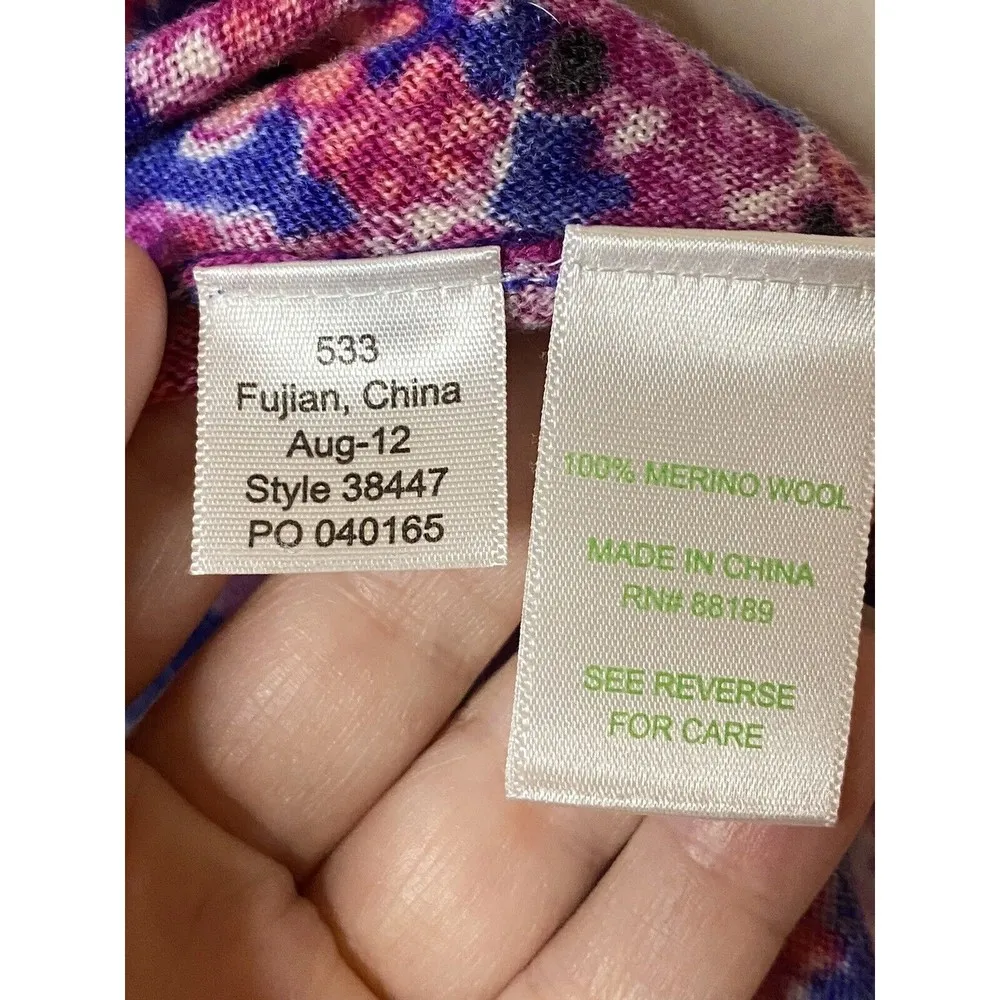 533
Fujian, China
Aug-12
Style 38447
PO 040165
100% MERINO WOOL
MADE IN CHINA
RN# 88189
SEE REVERSE
FOR CARE